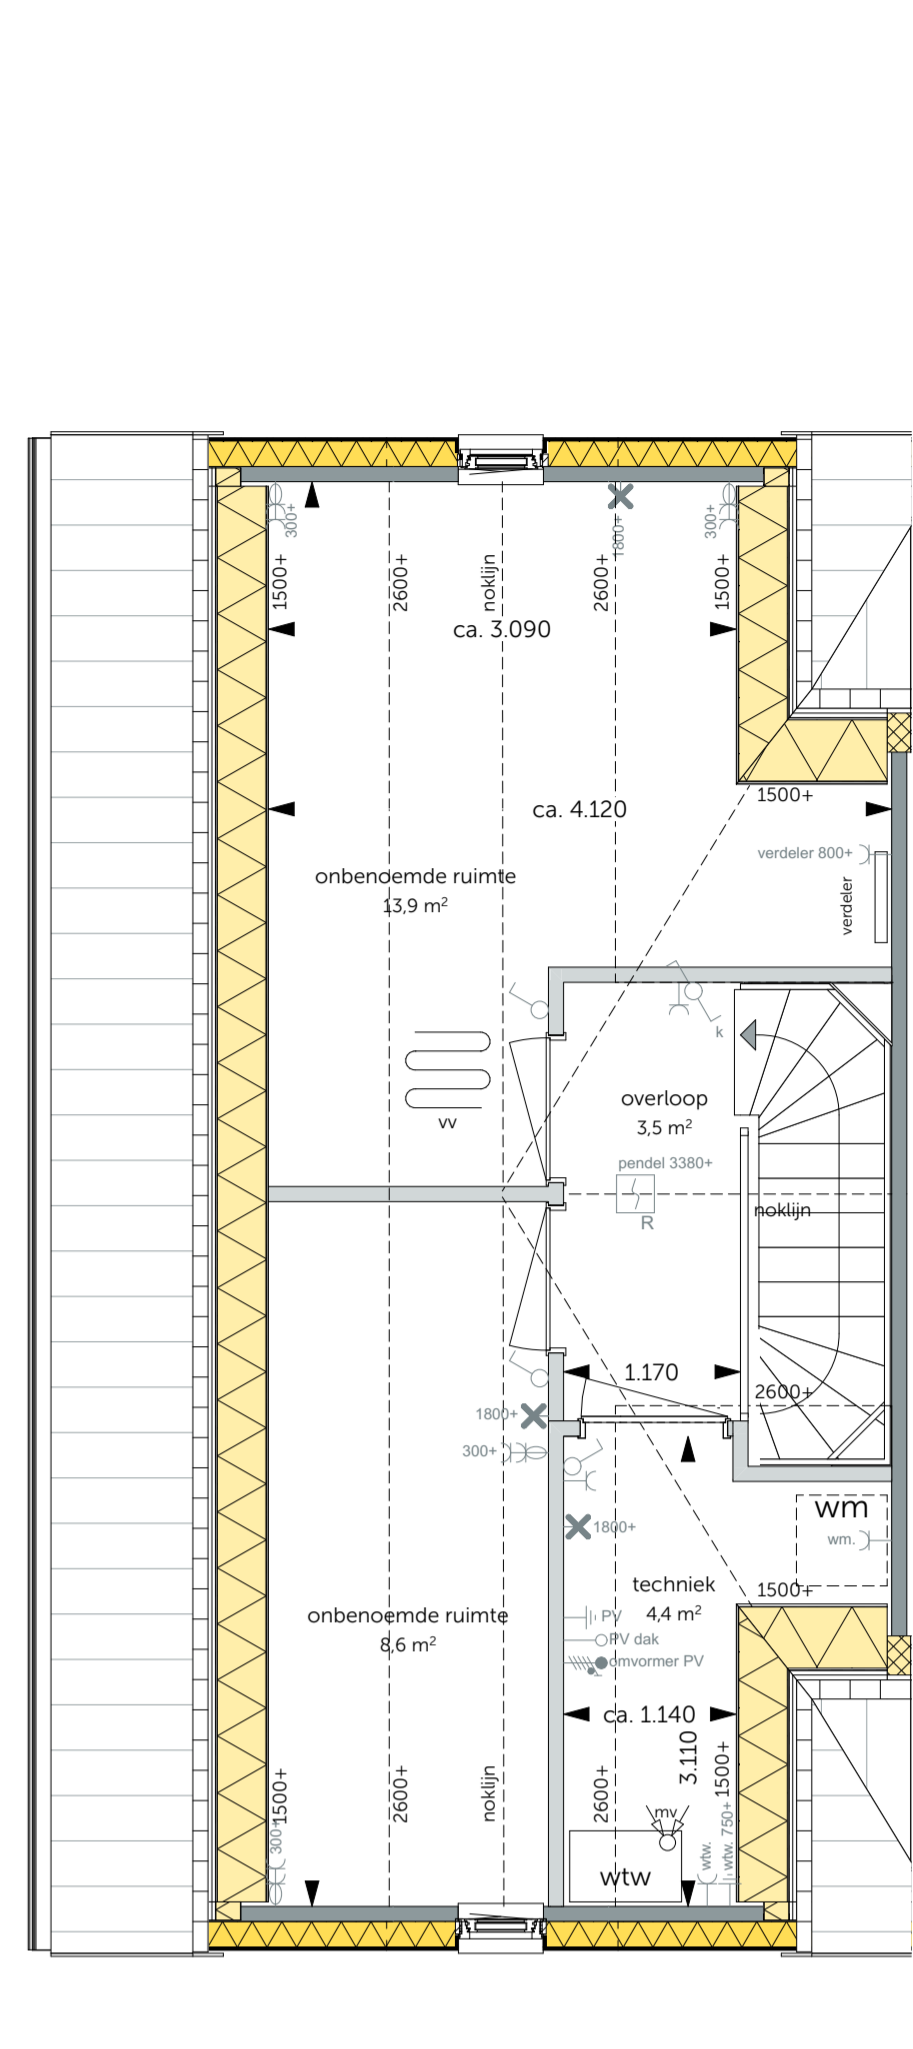 300+
1800+
300+
1500+
2600+
noklijn
2600+
1500+
ca. 3.090
1500+
ca. 4.120
verdeler 800+
verdeler
onbenoemde ruimte
13,9 m²
k
vv
overloop
3,5 m²
pendel 3380+
R
noklijn
1.170
2600+
1800+
300+
wm
wm.
1800+
techniek
4,4 m²
1500+
onbenoemde ruimte
8,6 m²
PV
PV dak
omvormer PV
ca. 1.140
3.110
1500+
2600+
noklijn
2600+
1500+
300+
mv
wtw
wtw.
wtw. 750+